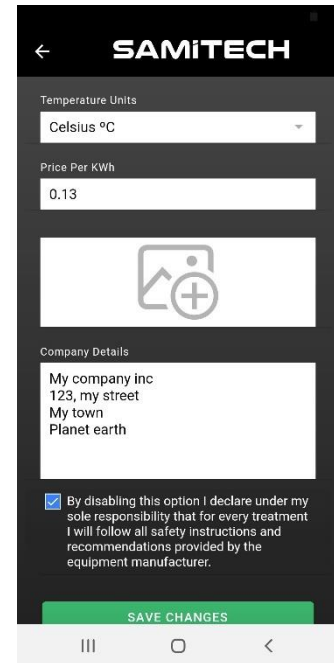 SAMiTECH
Temperature Units
Celsius ºC
Price Per KWh
0.13
Company Details
My company inc
123, my street
My town
Planet earth
By disabling this option I declare under my
sole responsibility that for every treatment
I will follow all safety instructions and
recommendations provided by the
equipment manufacturer.
SAVE CHANGES